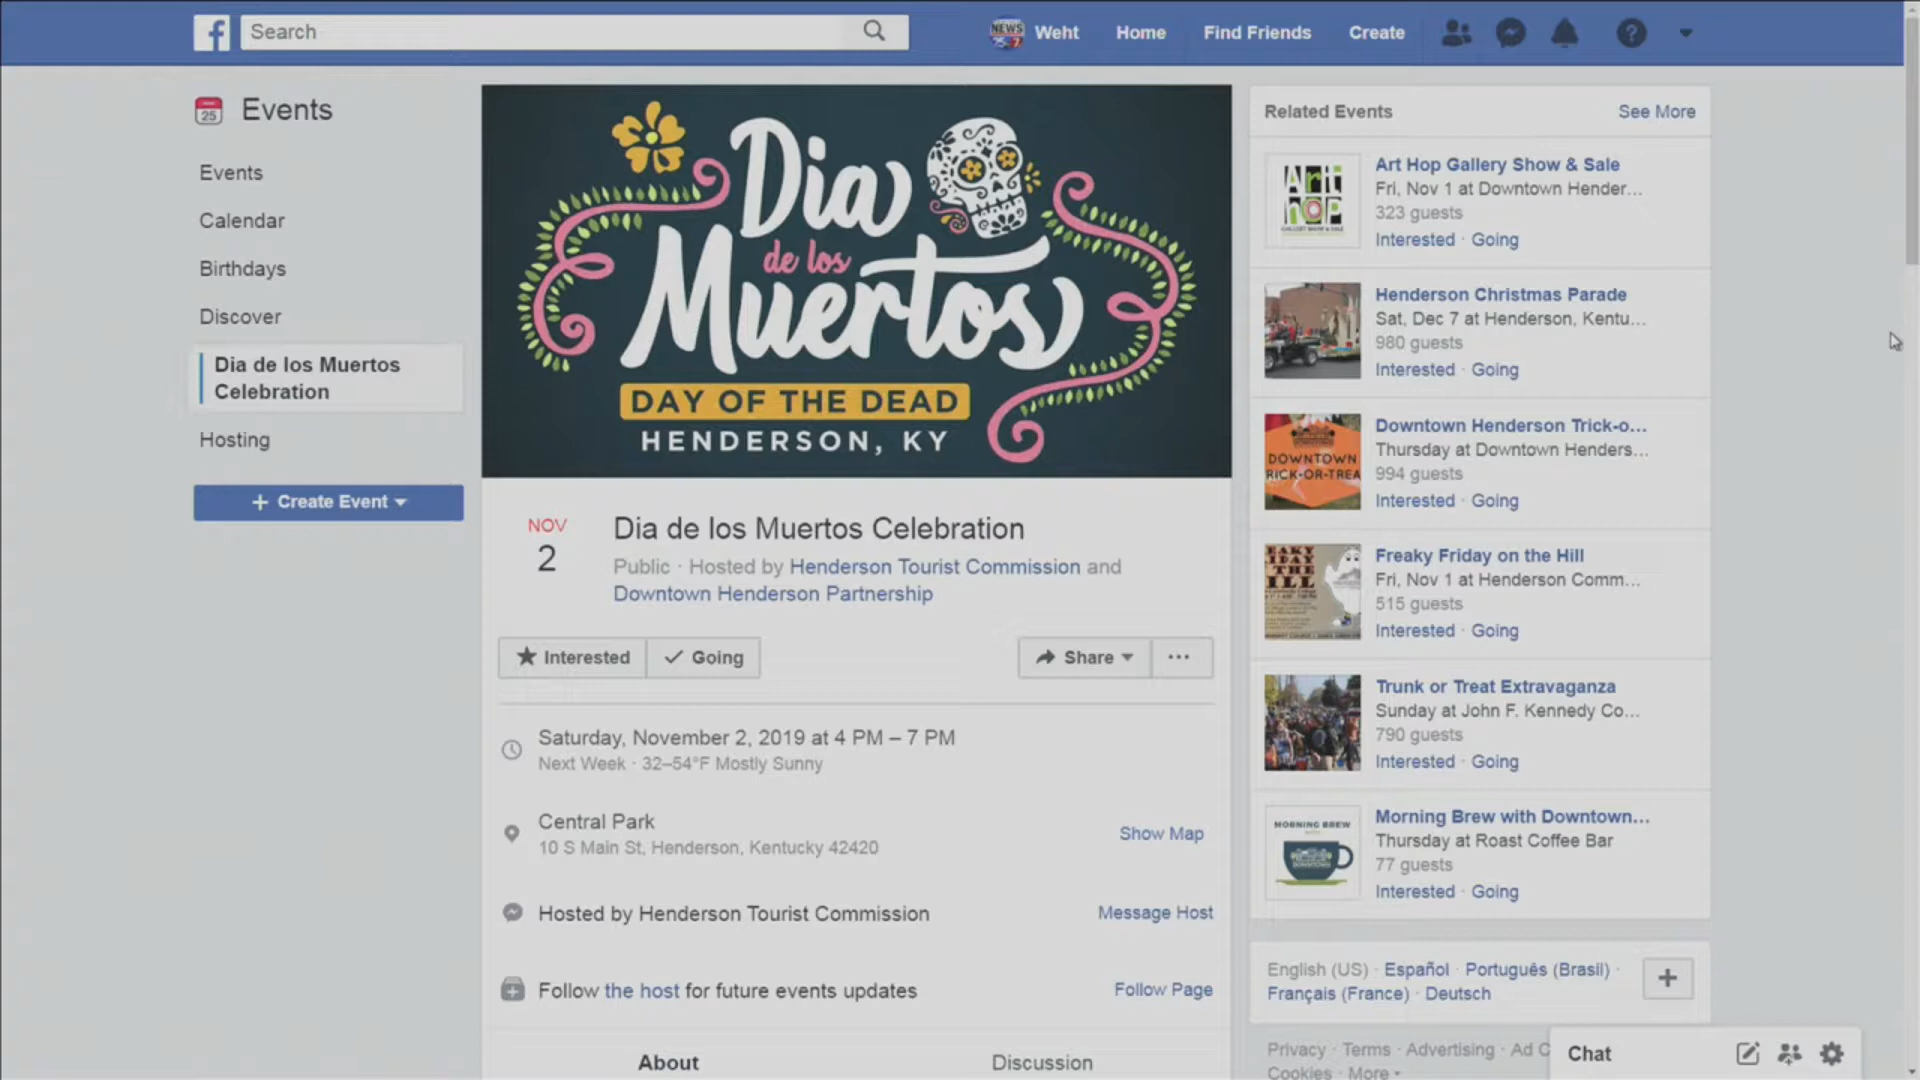 Search
Weht
Home
Find Friends
Create
25
Events
Events
Calendar
Birthdays
Discover
Dia de los Muertos
Celebration
Hosting
+ Create Event
Dia
de los
Muertos
DAY OF THE DEAD
HENDERSON, KY
NOV
2
Dia de los Muertos Celebration
Public · Hosted by Henderson Tourist Commission and
Downtown Henderson Partnership
Interested
Going
Share
...
Saturday, November 2, 2019 at 4 PM – 7 PM
Next Week · 32–54°F Mostly Sunny
Central Park
10 S Main St, Henderson, Kentucky 42420
Show Map
Hosted by Henderson Tourist Commission
Message Host
Follow the host for future events updates
Follow Page
About
Discussion
Related Events
See More
Art Hop Gallery Show & Sale
Fri, Nov 1 at Downtown Hender...
323 guests
Interested · Going
Henderson Christmas Parade
Sat, Dec 7 at Henderson, Kentu...
980 guests
Interested · Going
DOWNTOWN
RICK-OR-TREA
Downtown Henderson Trick-o...
Thursday at Downtown Henders...
994 guests
Interested · Going
Freaky Friday on the Hill
Fri, Nov 1 at Henderson Comm...
515 guests
Interested · Going
Trunk or Treat Extravaganza
Sunday at John F. Kennedy Co...
790 guests
Interested · Going
MORNING BREW
Morning Brew with Downtown...
Thursday at Roast Coffee Bar
77 guests
Interested · Going
English (US) · Español · Português (Brasil) ·
Français (France) · Deutsch
Privacy · Terms · Advertising · Ad C
Cookies · More
Chat